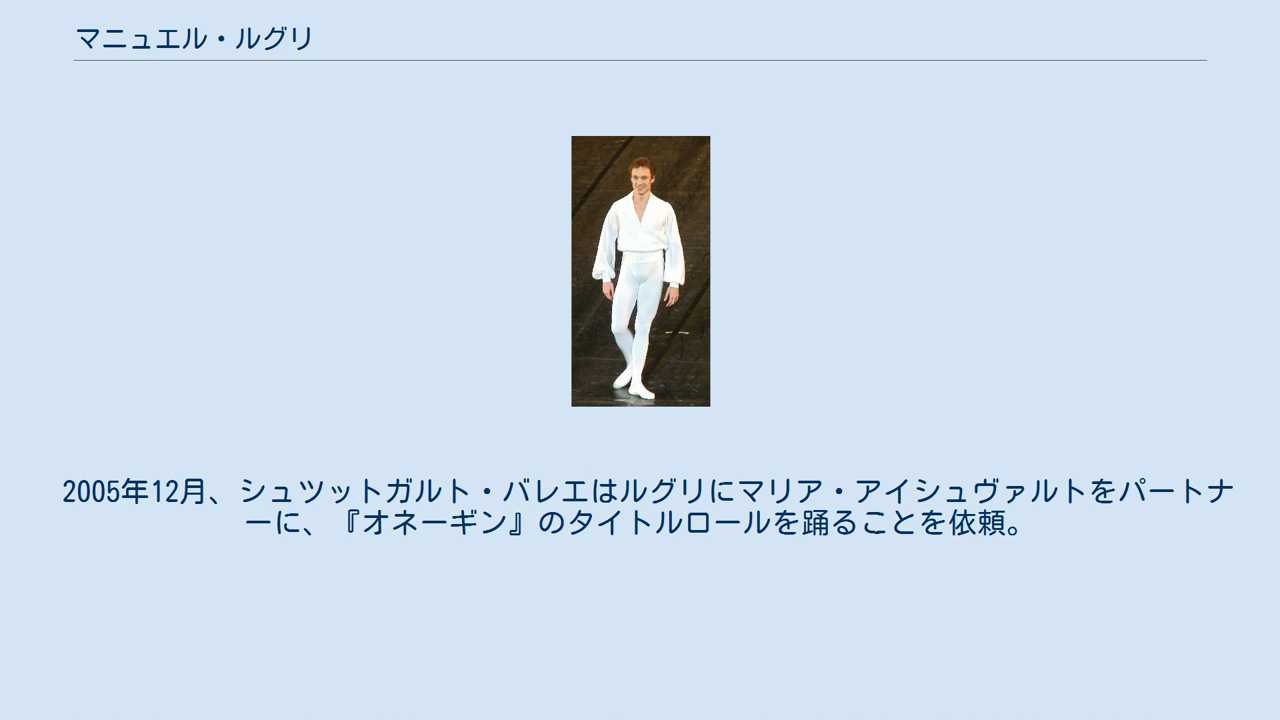 マニュエル・ルグリ
2005年12月、シュツットガルト・バレエはルグリにマリア・アイシュヴァルトをパートナ
ーに、『オネーギン』のタイトルロールを踊ることを依頼。